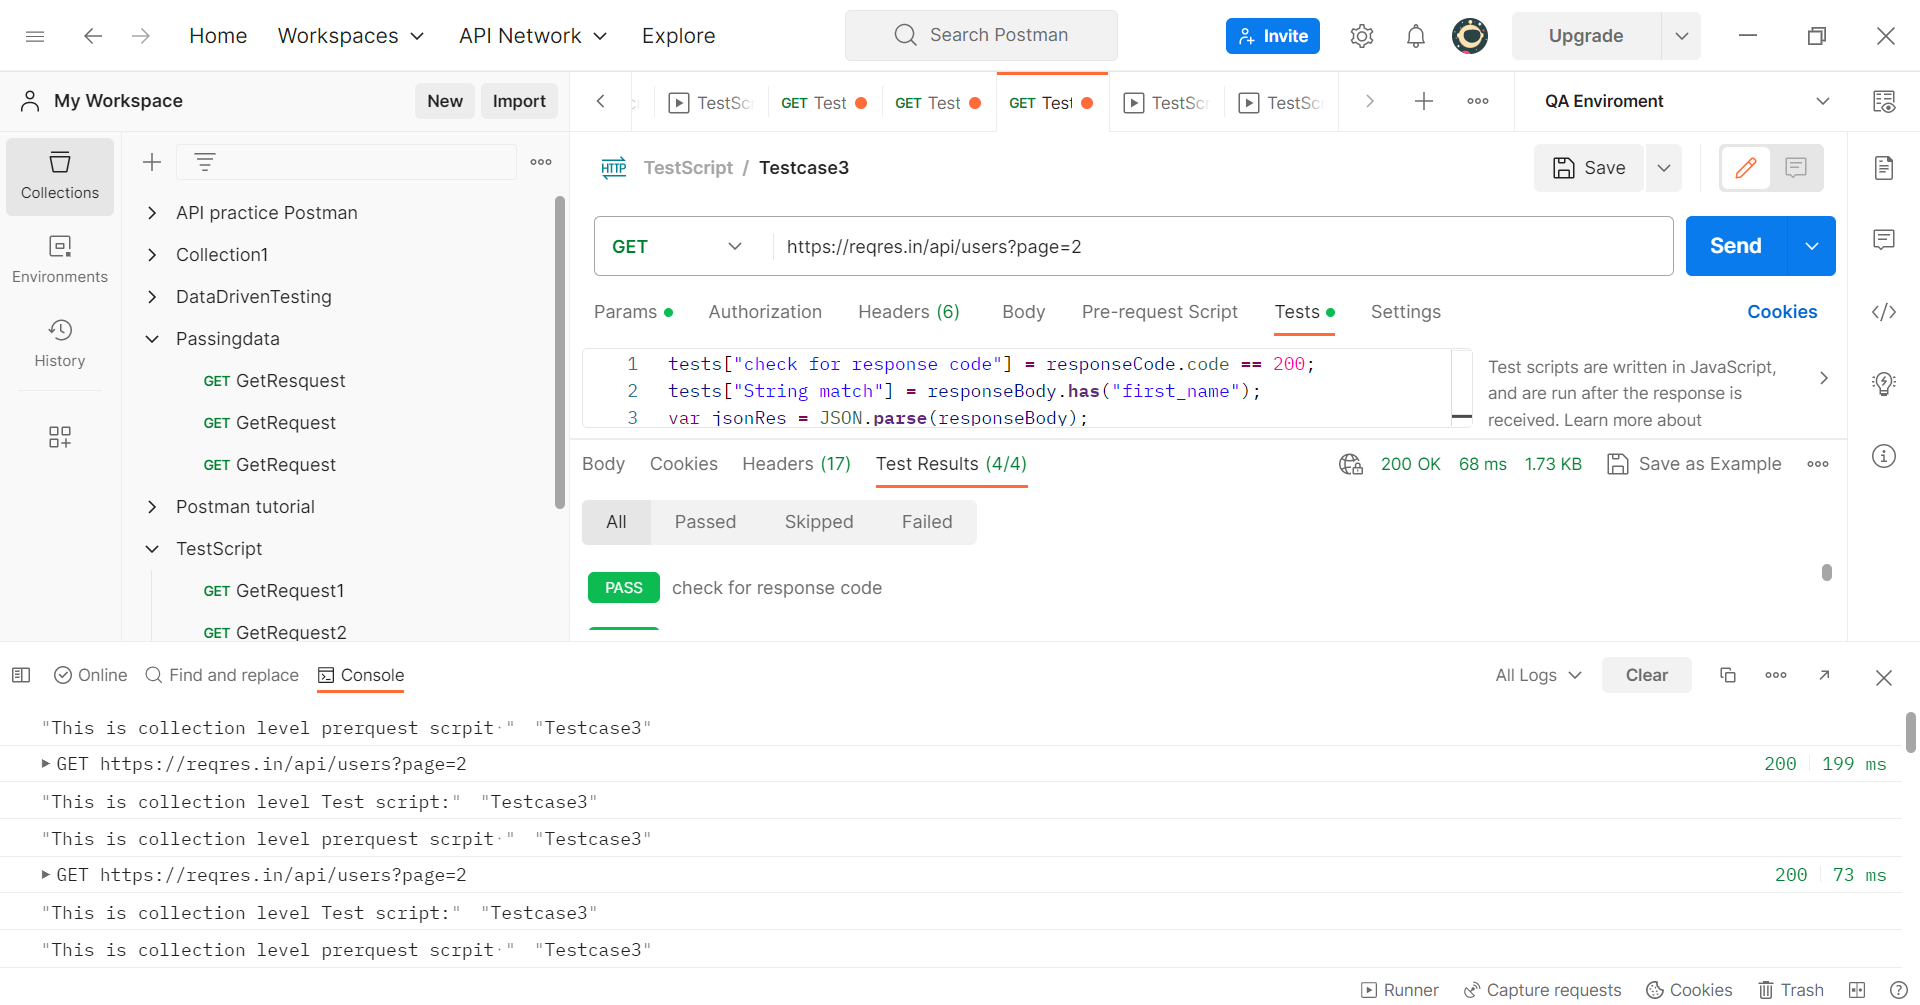 Home Workspaces API Network Explore Search Postman Invite Upgrade
My Workspace New Import GET Test GET Test GET QA Enviroment
Collections
Environments
History
API practice Postman
Collection1
DataDrivenTesting
Passingdata
GET GetResquest
GET GetRequest
GET GetRequest
Postman tutorial
TestScript
GET GetRequest1
GET GetRequest2
HTTP TestScript / Testcase3 Save
GET https://reqres.in/api/users?page=2 Send
Params Authorization Headers (6) Body Pre-request Script Tests Settings Cookies
1 tests["check for response code"] = responseCode.code == 200;
2 tests["String match"] = responseBody.has("first_name");
3 var jsonRes = JSON.parse(responseBody);
Test scripts are written in JavaScript,
and are run after the response is
received. Learn more about
Body Cookies Headers (17) Test Results (4/4) 200 OK 68 ms 1.73 KB Save as Example
All Passed Skipped Failed
PASS check for response code
Online Find and replace Console All Logs Clear
"This is collection level prerquest scrpit·" "Testcase3"
GET https://reqres.in/api/users?page=2 200 199 ms
"This is collection level Test script:" "Testcase3"
"This is collection level prerquest scrpit·" "Testcase3"
GET https://reqres.in/api/users?page=2 200 73 ms
"This is collection level Test script:" "Testcase3"
"This is collection level prerquest scrpit·" "Testcase3"
Runner Capture requests Cookies Trash